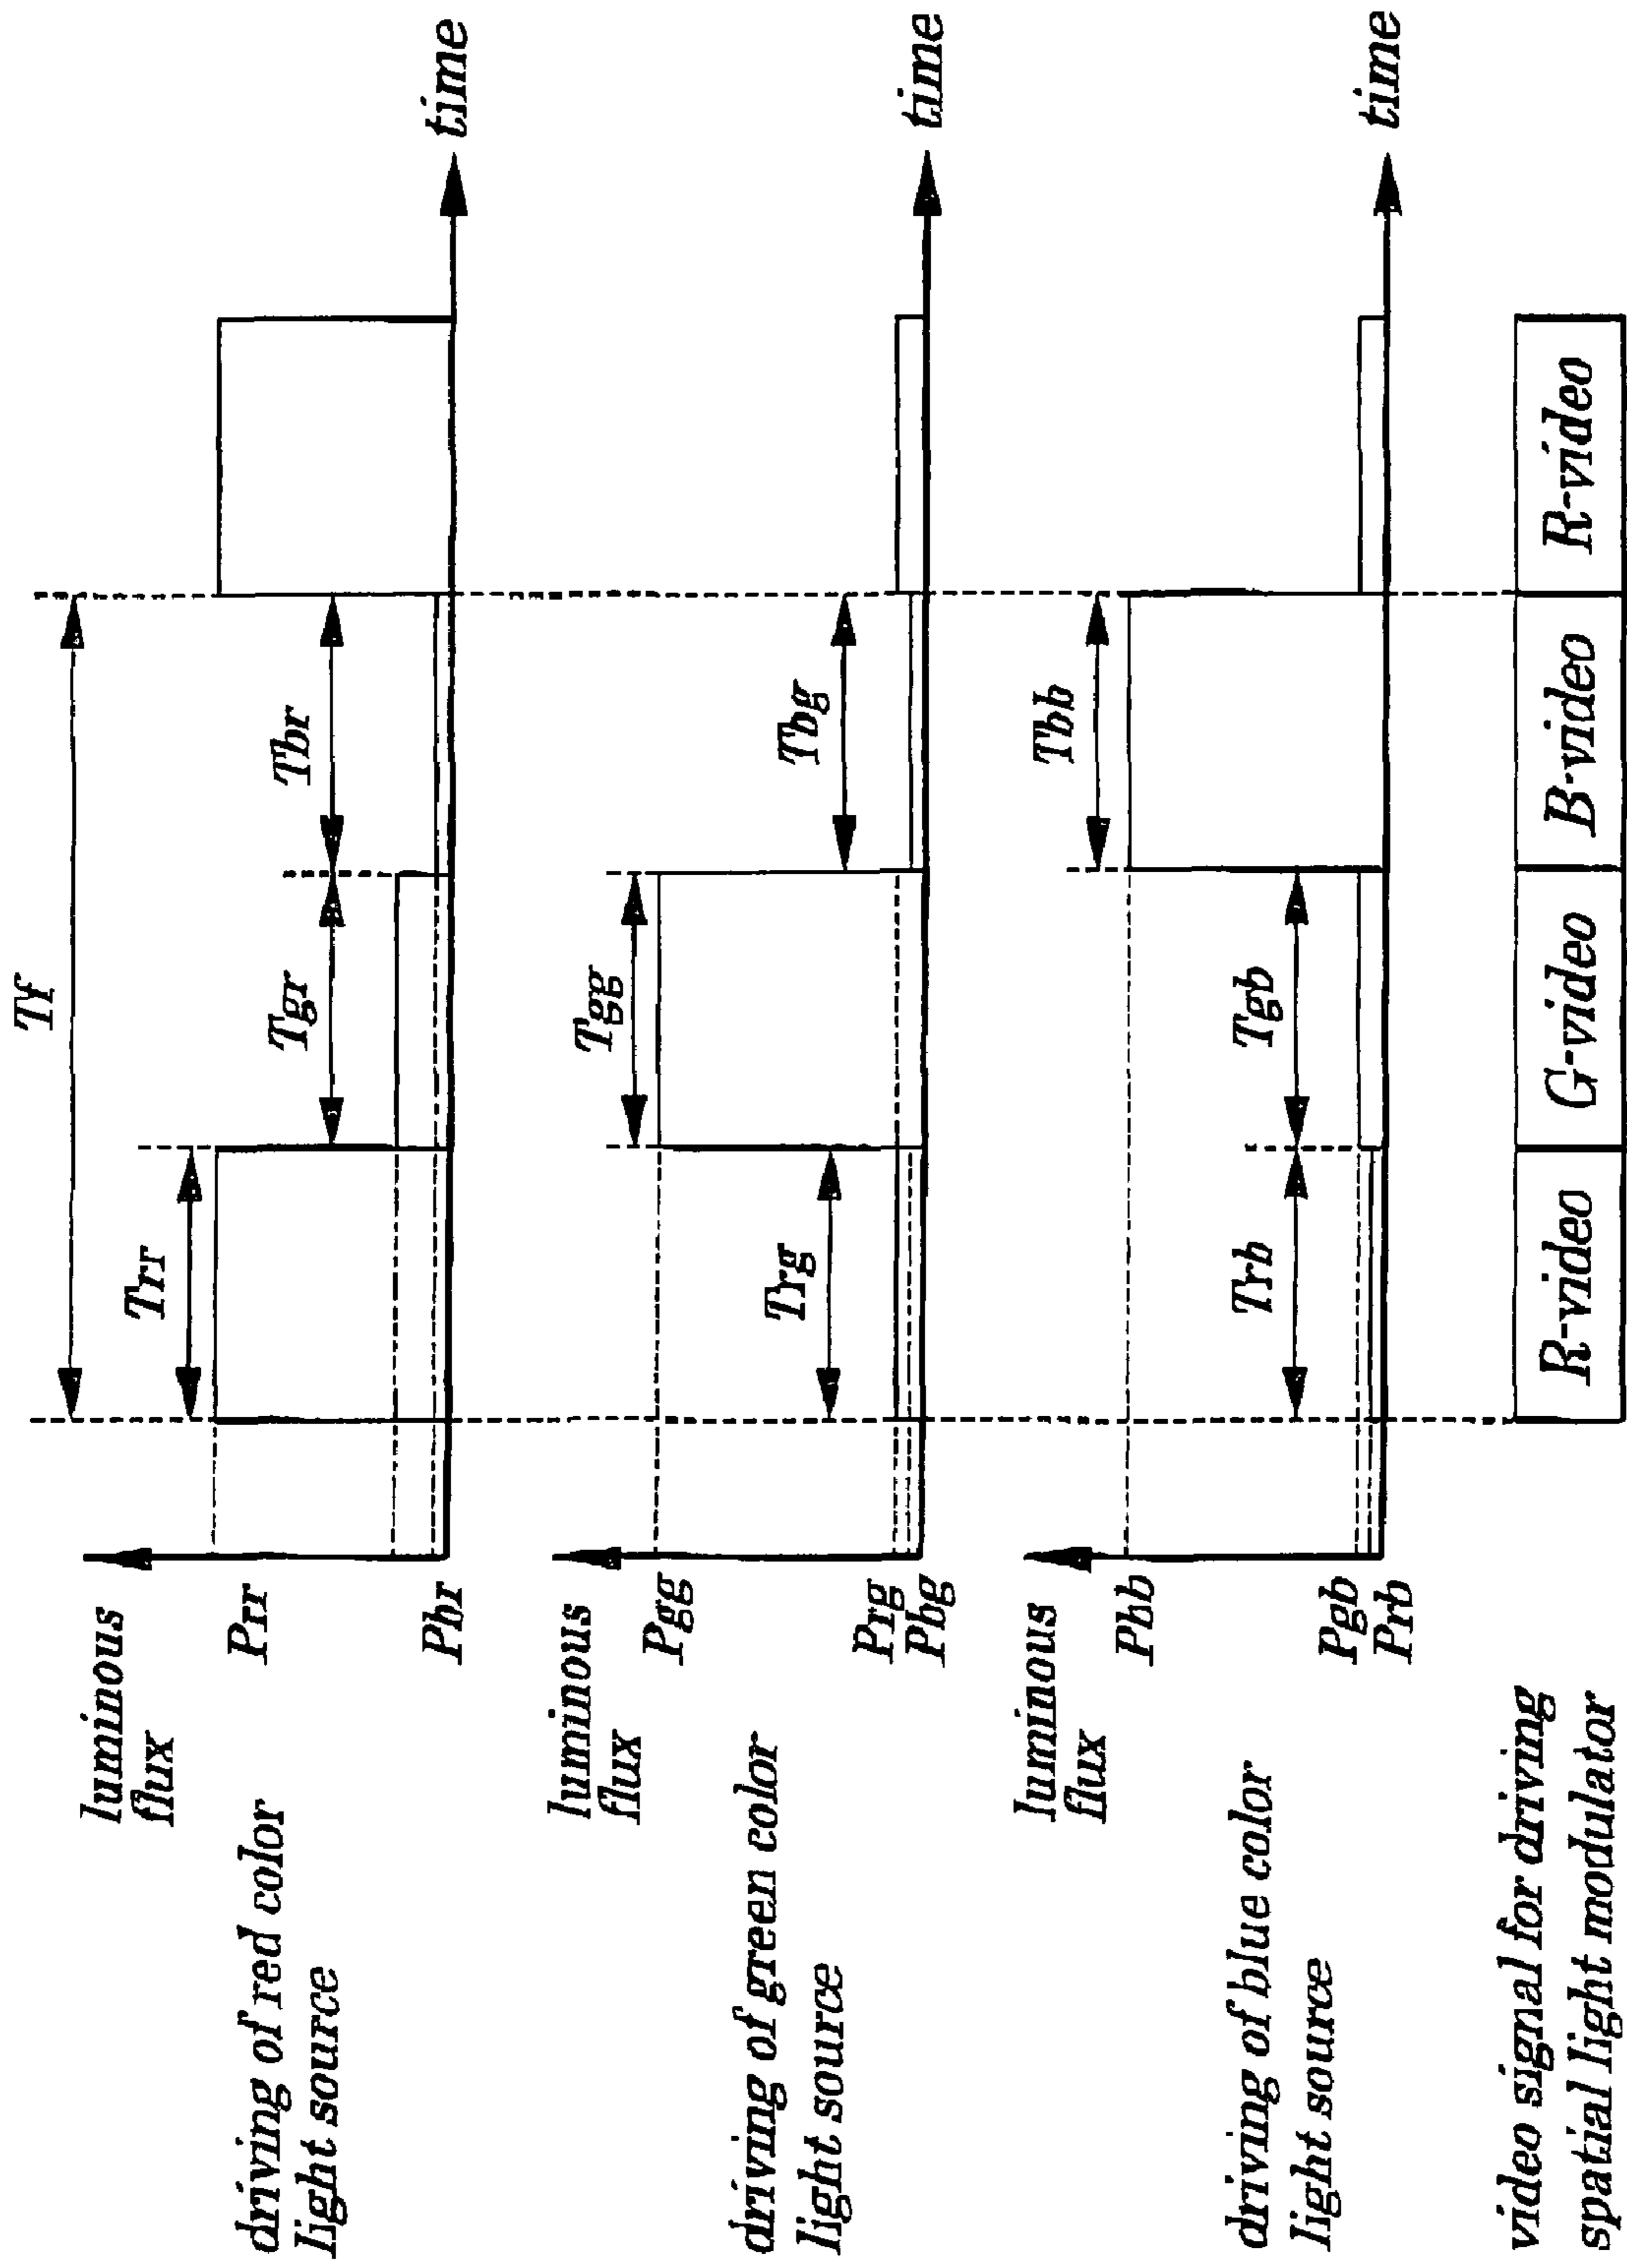 Tf
luminous
flux
driving of red color
light source
Prr
Pbr
Trr
Tgr
Tbr
time
luminous
flux
driving of green color
light source
Pgg
Prg
Pbg
Trg
Tgg
Tbg
time
luminous
flux
driving of blue color
light source
Pbb
Pgb
Prb
Trb
Tgb
Tbb
time
video signal for driving
spatial light modulator
R-video
G-video
B-video
R-video